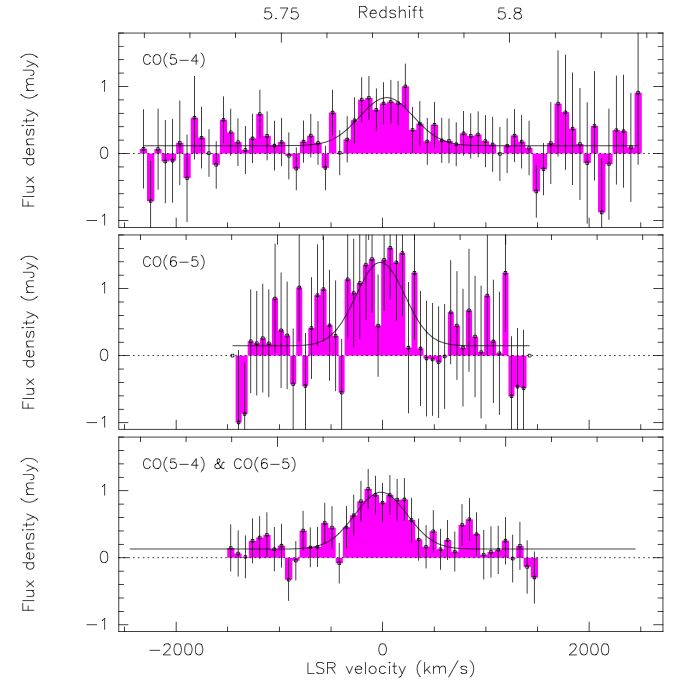 5.75 Redshift 5.8
CO(5−4)
Flux density (mJy)
1
0
−1
CO(6−5)
Flux density (mJy)
1
0
−1
CO(5−4) & CO(6−5)
Flux density (mJy)
1
0
−1
−2000 0 2000
LSR velocity (km/s)